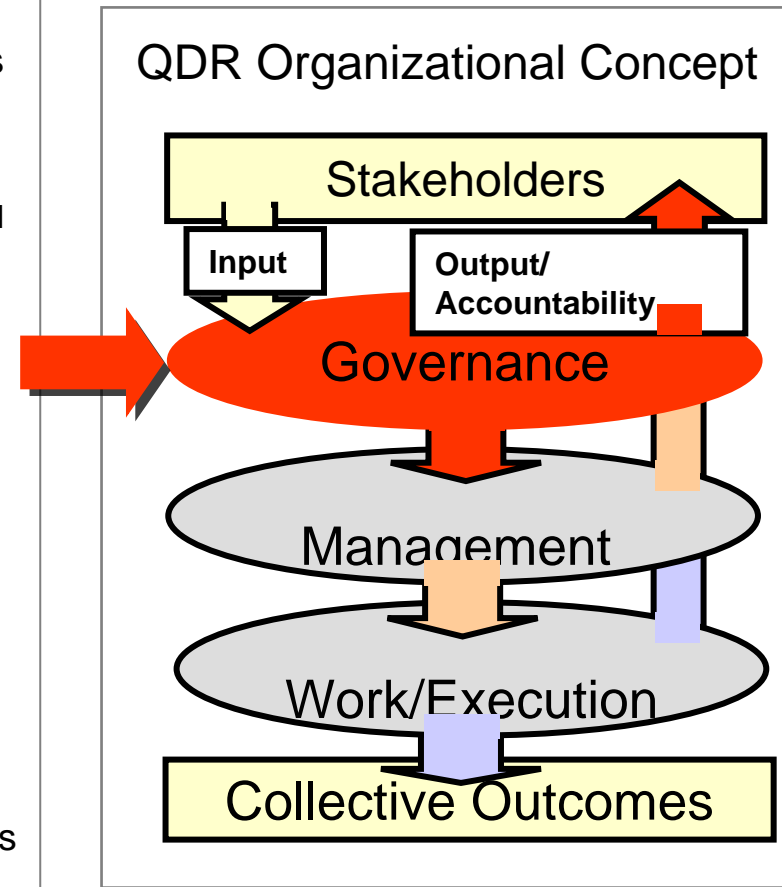 QDR Organizational Concept
Stakeholders
Input
Output/
Accountability
Governance
Management
Work/Execution
Collective Outcomes